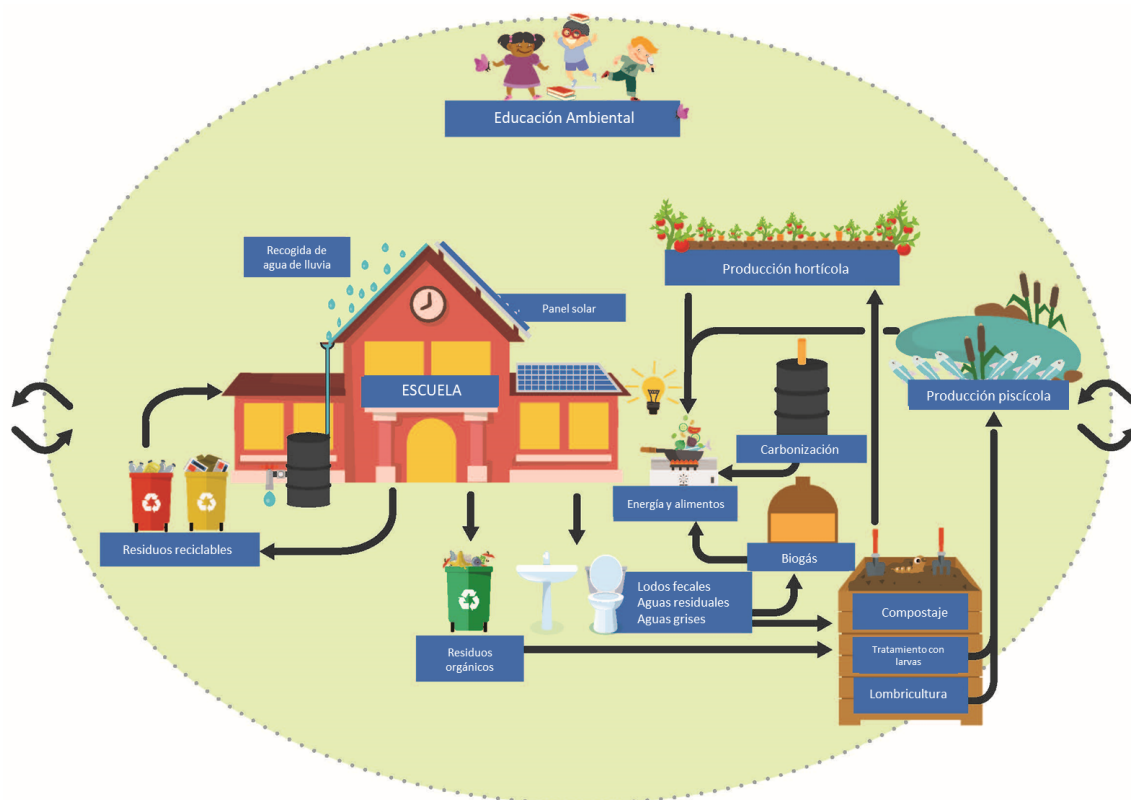 Educación Ambiental
Recogida de
agua de lluvia
Producción hortícola
Panel solar
ESCUELA
Producción piscícola
Carbonización
Energía y alimentos
Residuos reciclables
Biogás
Lodos fecales
Aguas residuales
Aguas grises
Compostaje
Residuos
orgánicos
Tratamiento con
larvas
Lombricultura